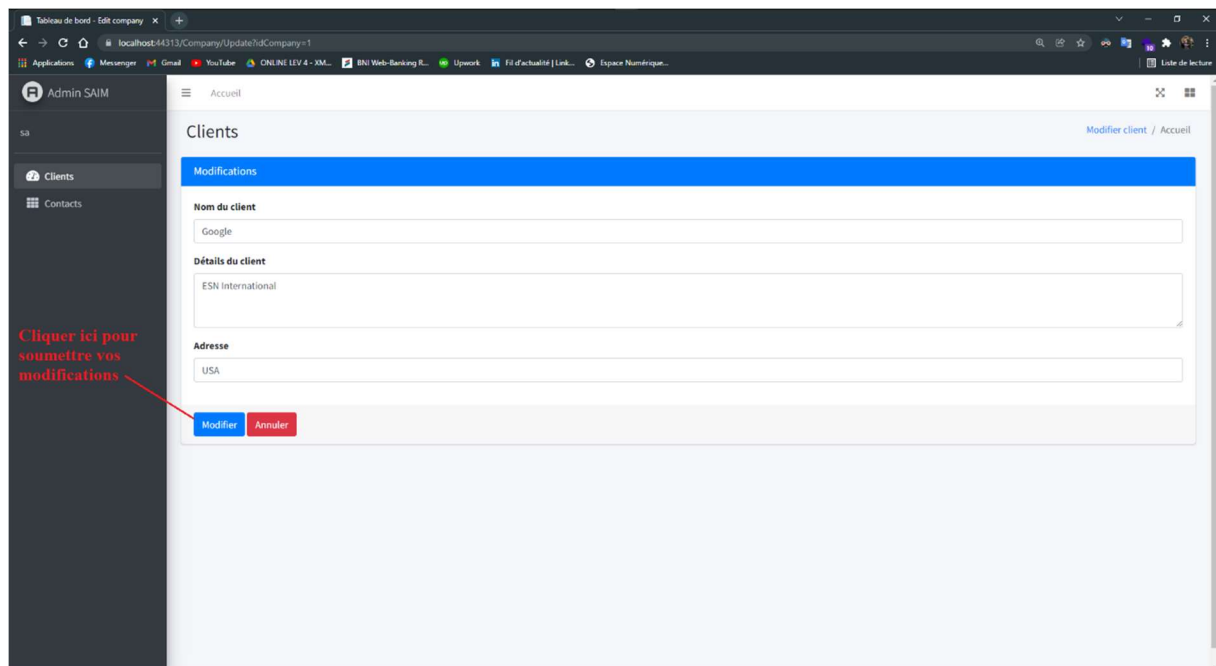 Tableau de bord - Edit company
localhost:44313/Company/Update?idCompany=1
Applications Messenger Gmail YouTube ONLINE LEV 4 - XM... BNI Web-Banking R... Upwork Fil d'actualité | Link... Espace Numérique... Liste de lecture
10
Admin SAIM
Accueil
sa
Clients
Modifier client / Accueil
Clients
Contacts
Modifications
Nom du client
Google
Détails du client
ESN International
Adresse
USA
Cliquer ici pour
soumettre vos
modifications
Modifier Annuler